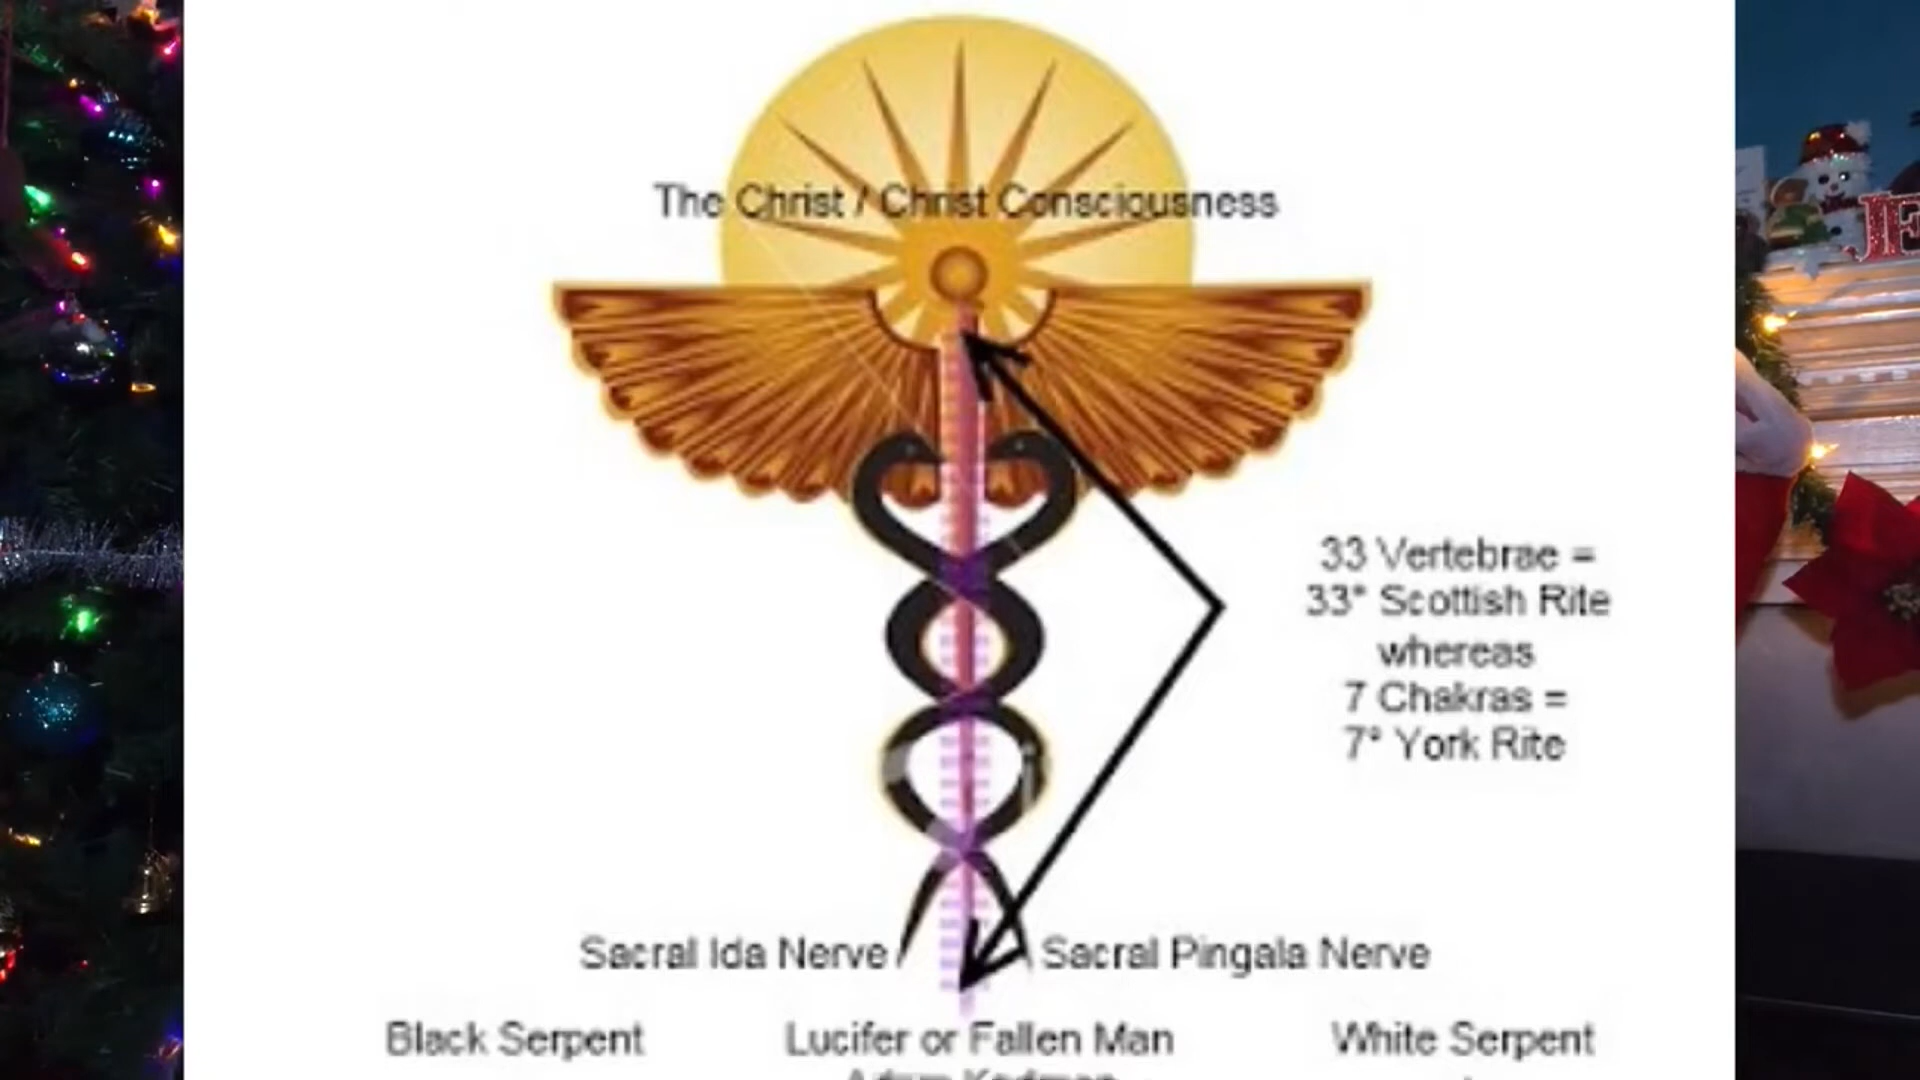 The Christ / Christ Consciousness
33 Vertebrae =
33° Scottish Rite
whereas
7 Chakras =
7° York Rite
Sacral Ida Nerve
Sacral Pingala Nerve
Black Serpent
Lucifer or Fallen Man
White Serpent